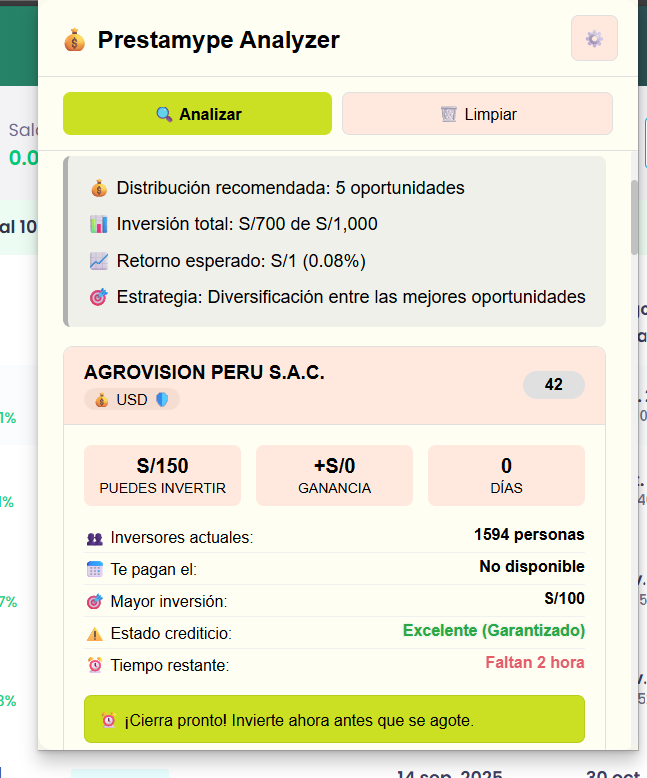 Prestamype Analyzer
Analizar
Limpiar
Sal
0.0
al 10
Distribución recomendada: 5 oportunidades
Inversión total: S/700 de S/1,000
Retorno esperado: S/1 (0.08%)
Estrategia: Diversificación entre las mejores oportunidades
AGROVISION PERU S.A.C.
USD
42
1%
S/150
PUEDES INVERTIR
+S/0
GANANCIA
0
DÍAS
1%
Inversores actuales: 1594 personas
Te pagan el: No disponible
Mayor inversión: S/100
7%
Estado crediticio: Excelente (Garantizado)
Tiempo restante: Faltan 2 hora
3%
¡Cierra pronto! Invierte ahora antes que se agote.
14 sep. 2025
30 oct